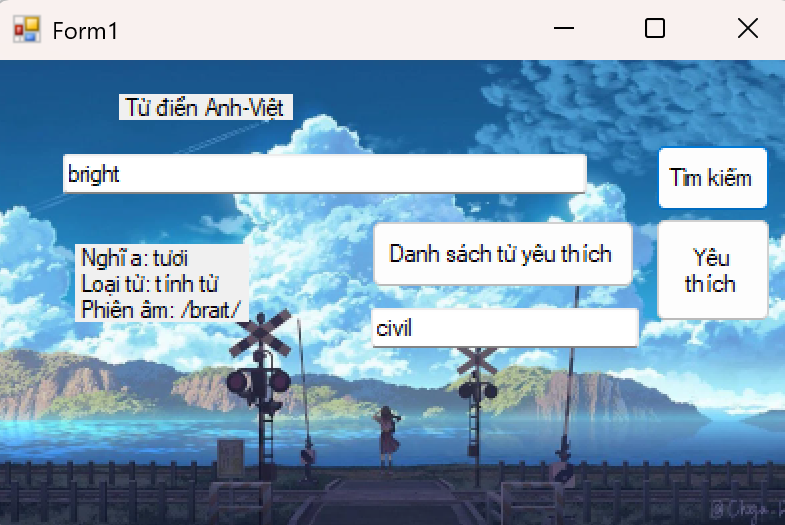 Form1
Từ điển Anh-Việt
bright
Tìm kiếm
Nghĩa: tươi
Loại từ: tính từ
Phiên âm: /braɪt/
Danh sách từ yêu thích
Yêu
thích
civil